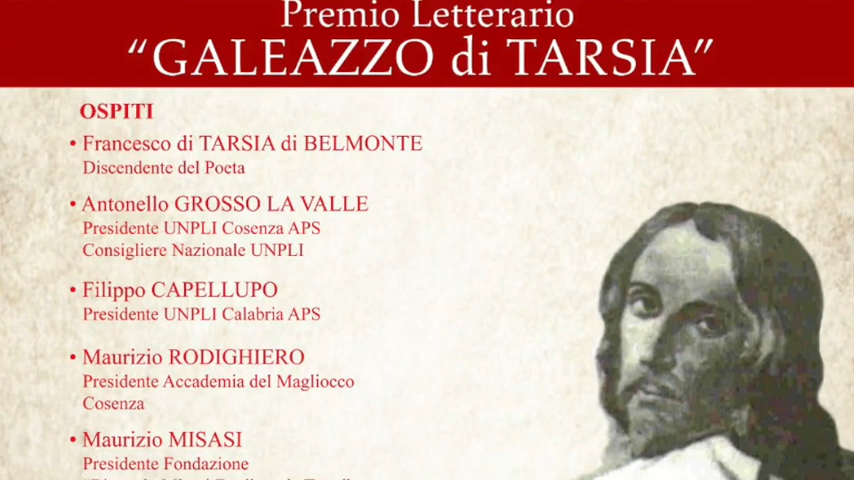 Premio Letterario
“GALEAZZO di TARSIA”
OSPITI
• Francesco di TARSIA di BELMONTE
Discendente del Poeta
• Antonello GROSSO LA VALLE
Presidente UNPLI Cosenza APS
Consigliere Nazionale UNPLI
• Filippo CAPELLUPO
Presidente UNPLI Calabria APS
• Maurizio RODIGHIERO
Presidente Accademia del Magliocco
Cosenza
• Maurizio MISASI
Presidente Fondazione